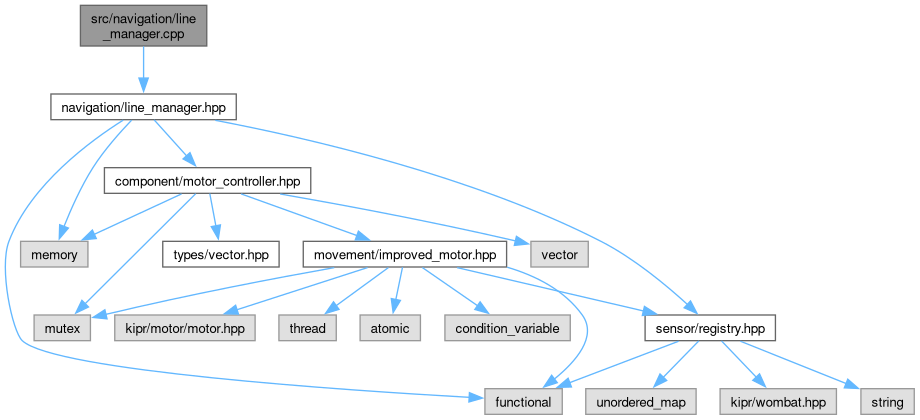 src/navigation/line
_manager.cpp
navigation/line_manager.hpp
component/motor_controller.hpp
memory
types/vector.hpp
movement/improved_motor.hpp
vector
mutex
kipr/motor/motor.hpp
thread
atomic
condition_variable
sensor/registry.hpp
functional
unordered_map
kipr/wombat.hpp
string